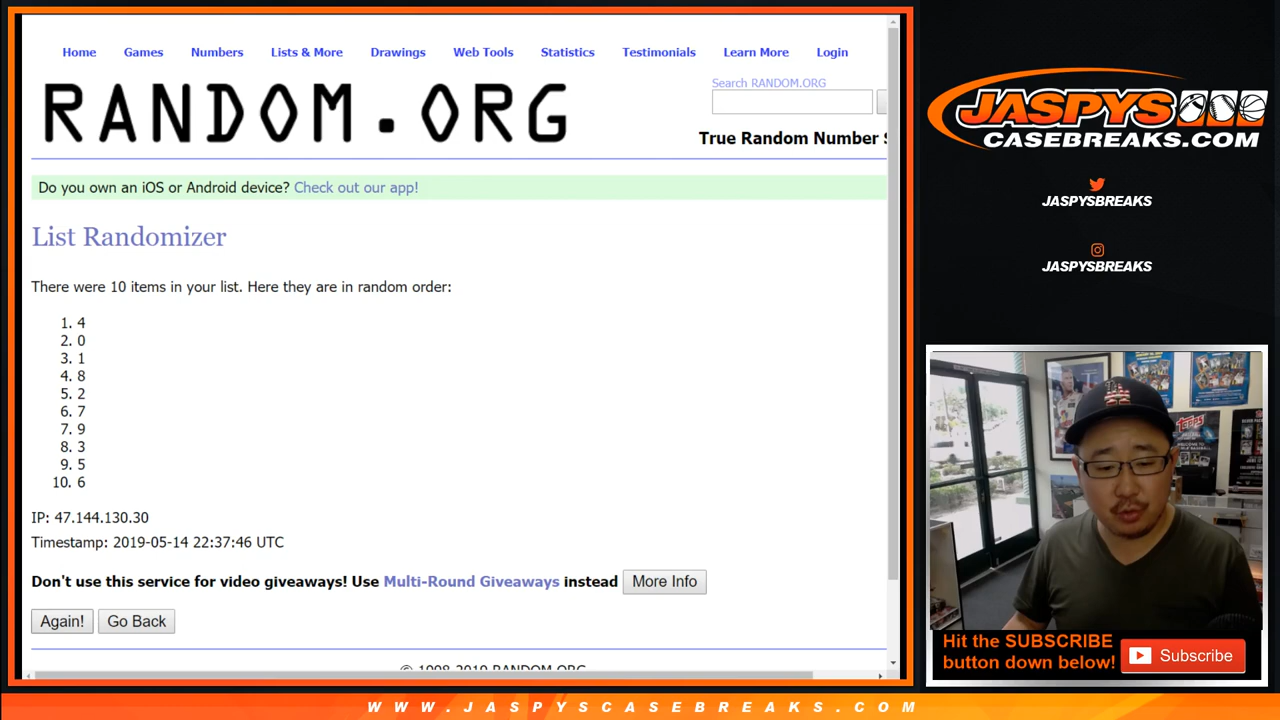 Home Games Numbers Lists & More Drawings Web Tools Statistics Testimonials Learn More Login
RANDOM.ORG
Search RANDOM.ORG
True Random Number S
Do you own an iOS or Android device? Check out our app!
List Randomizer
There were 10 items in your list. Here they are in random order:
1. 4
2. 0
3. 1
4. 8
5. 2
6. 7
7. 9
8. 3
9. 5
10. 6
IP: 47.144.130.30
Timestamp: 2019-05-14 22:37:46 UTC
Don't use this service for video giveaways! Use Multi-Round Giveaways instead More Info
Again! Go Back
© 1998-2019 RANDOM.ORG
JASPYS
CASEBREAKS.COM
JASPYSBREAKS
JASPYSBREAKS
TOPPS
Hit the SUBSCRIBE
button down below!
Subscribe
WWW.JASPYSCASEBREAKS.COM